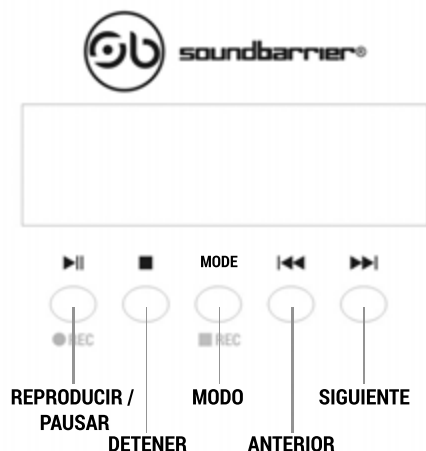 soundbarrier®
MODE
REC
REC
REPRODUCIR / PAUSAR
MODO
SIGUIENTE
DETENER
ANTERIOR